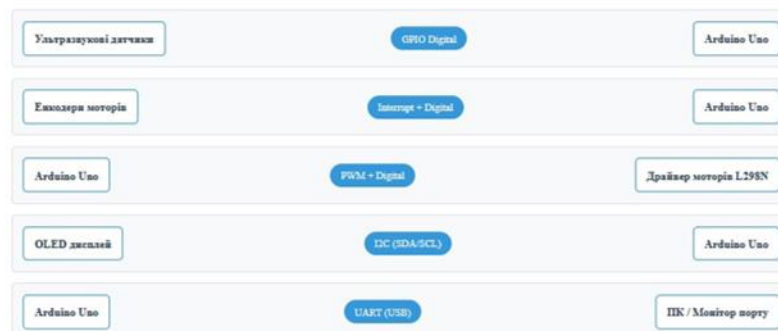 Ультразвукові датчики GPIO Digital Arduino Uno
Енкодери моторів Interrupt + Digital Arduino Uno
Arduino Uno PWM + Digital Драйвер моторів L298N
OLED дисплей I2C (SDA/SCL) Arduino Uno
Arduino Uno UART (USB) ПК / Монітор порту